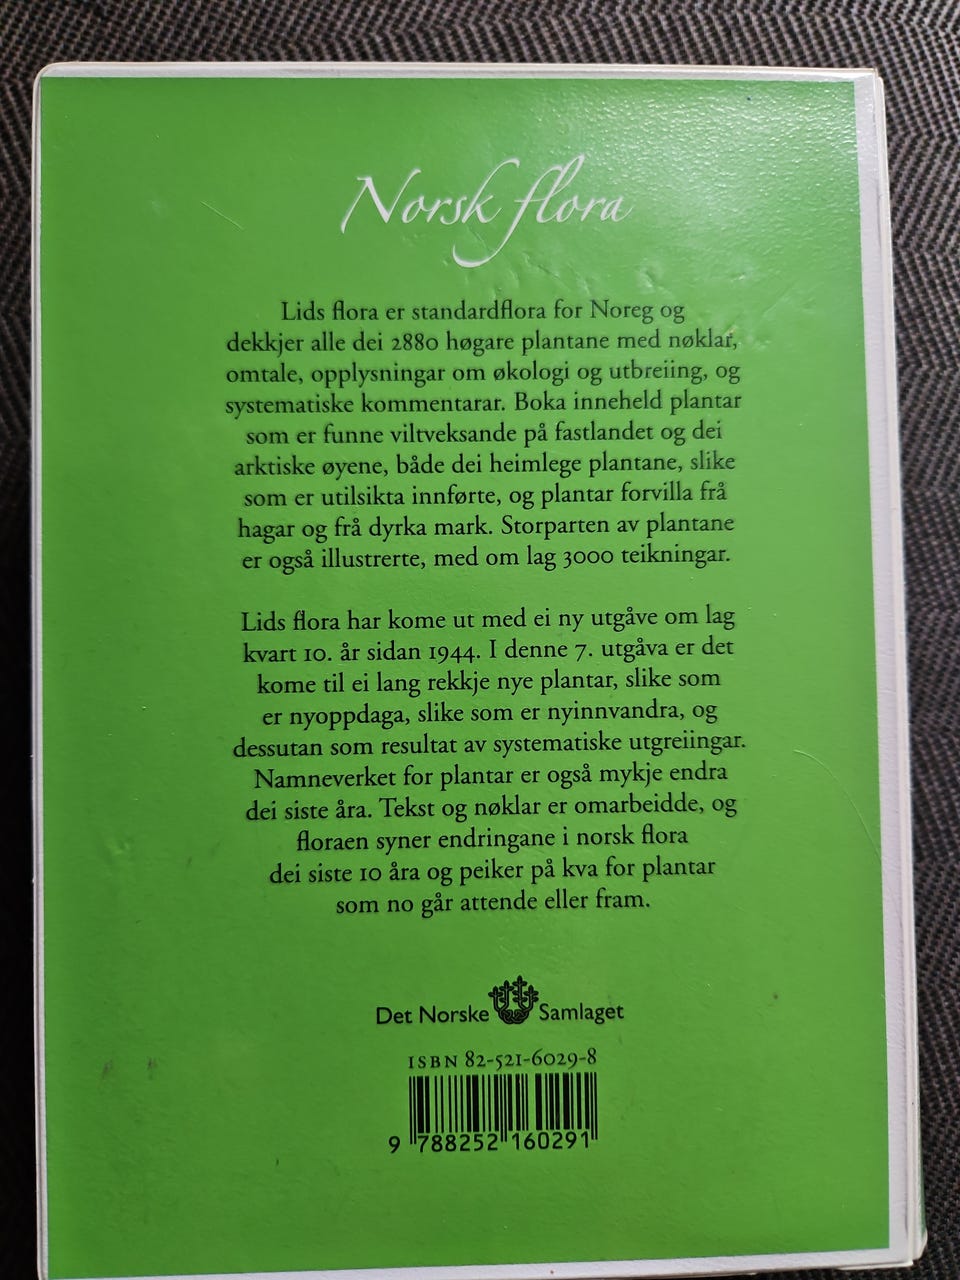 Norsk flora
Lids flora er standardflora for Noreg og
dekkjer alle dei 2880 høgare plantane med nøklar,
omtale, opplysningar om økologi og utbreiing, og
systematiske kommentarar. Boka inneheld plantar
som er funne viltveksande på fastlandet og dei
arktiske øyene, både dei heimlege plantane, slike
som er utilsikta innførte, og plantar forvilla frå
hagar og frå dyrka mark. Storparten av plantane
er også illustrerte, med om lag 3000 teikningar.
Lids flora har kome ut med ei ny utgåve om lag
kvart 10. år sidan 1944. I denne 7. utgåva er det
kome til ei lang rekkje nye plantar, slike som
er nyoppdaga, slike som er nyinnvandra, og
dessutan som resultat av systematiske utgreiingar.
Namneverket for plantar er også mykje endra
dei siste åra. Tekst og nøklar er omarbeidde, og
floraen syner endringane i norsk flora
dei siste 10 åra og peiker på kva for plantar
som no går attende eller fram.
Det Norske Samlaget
ISBN 82-521-6029-8
9 788252 160291